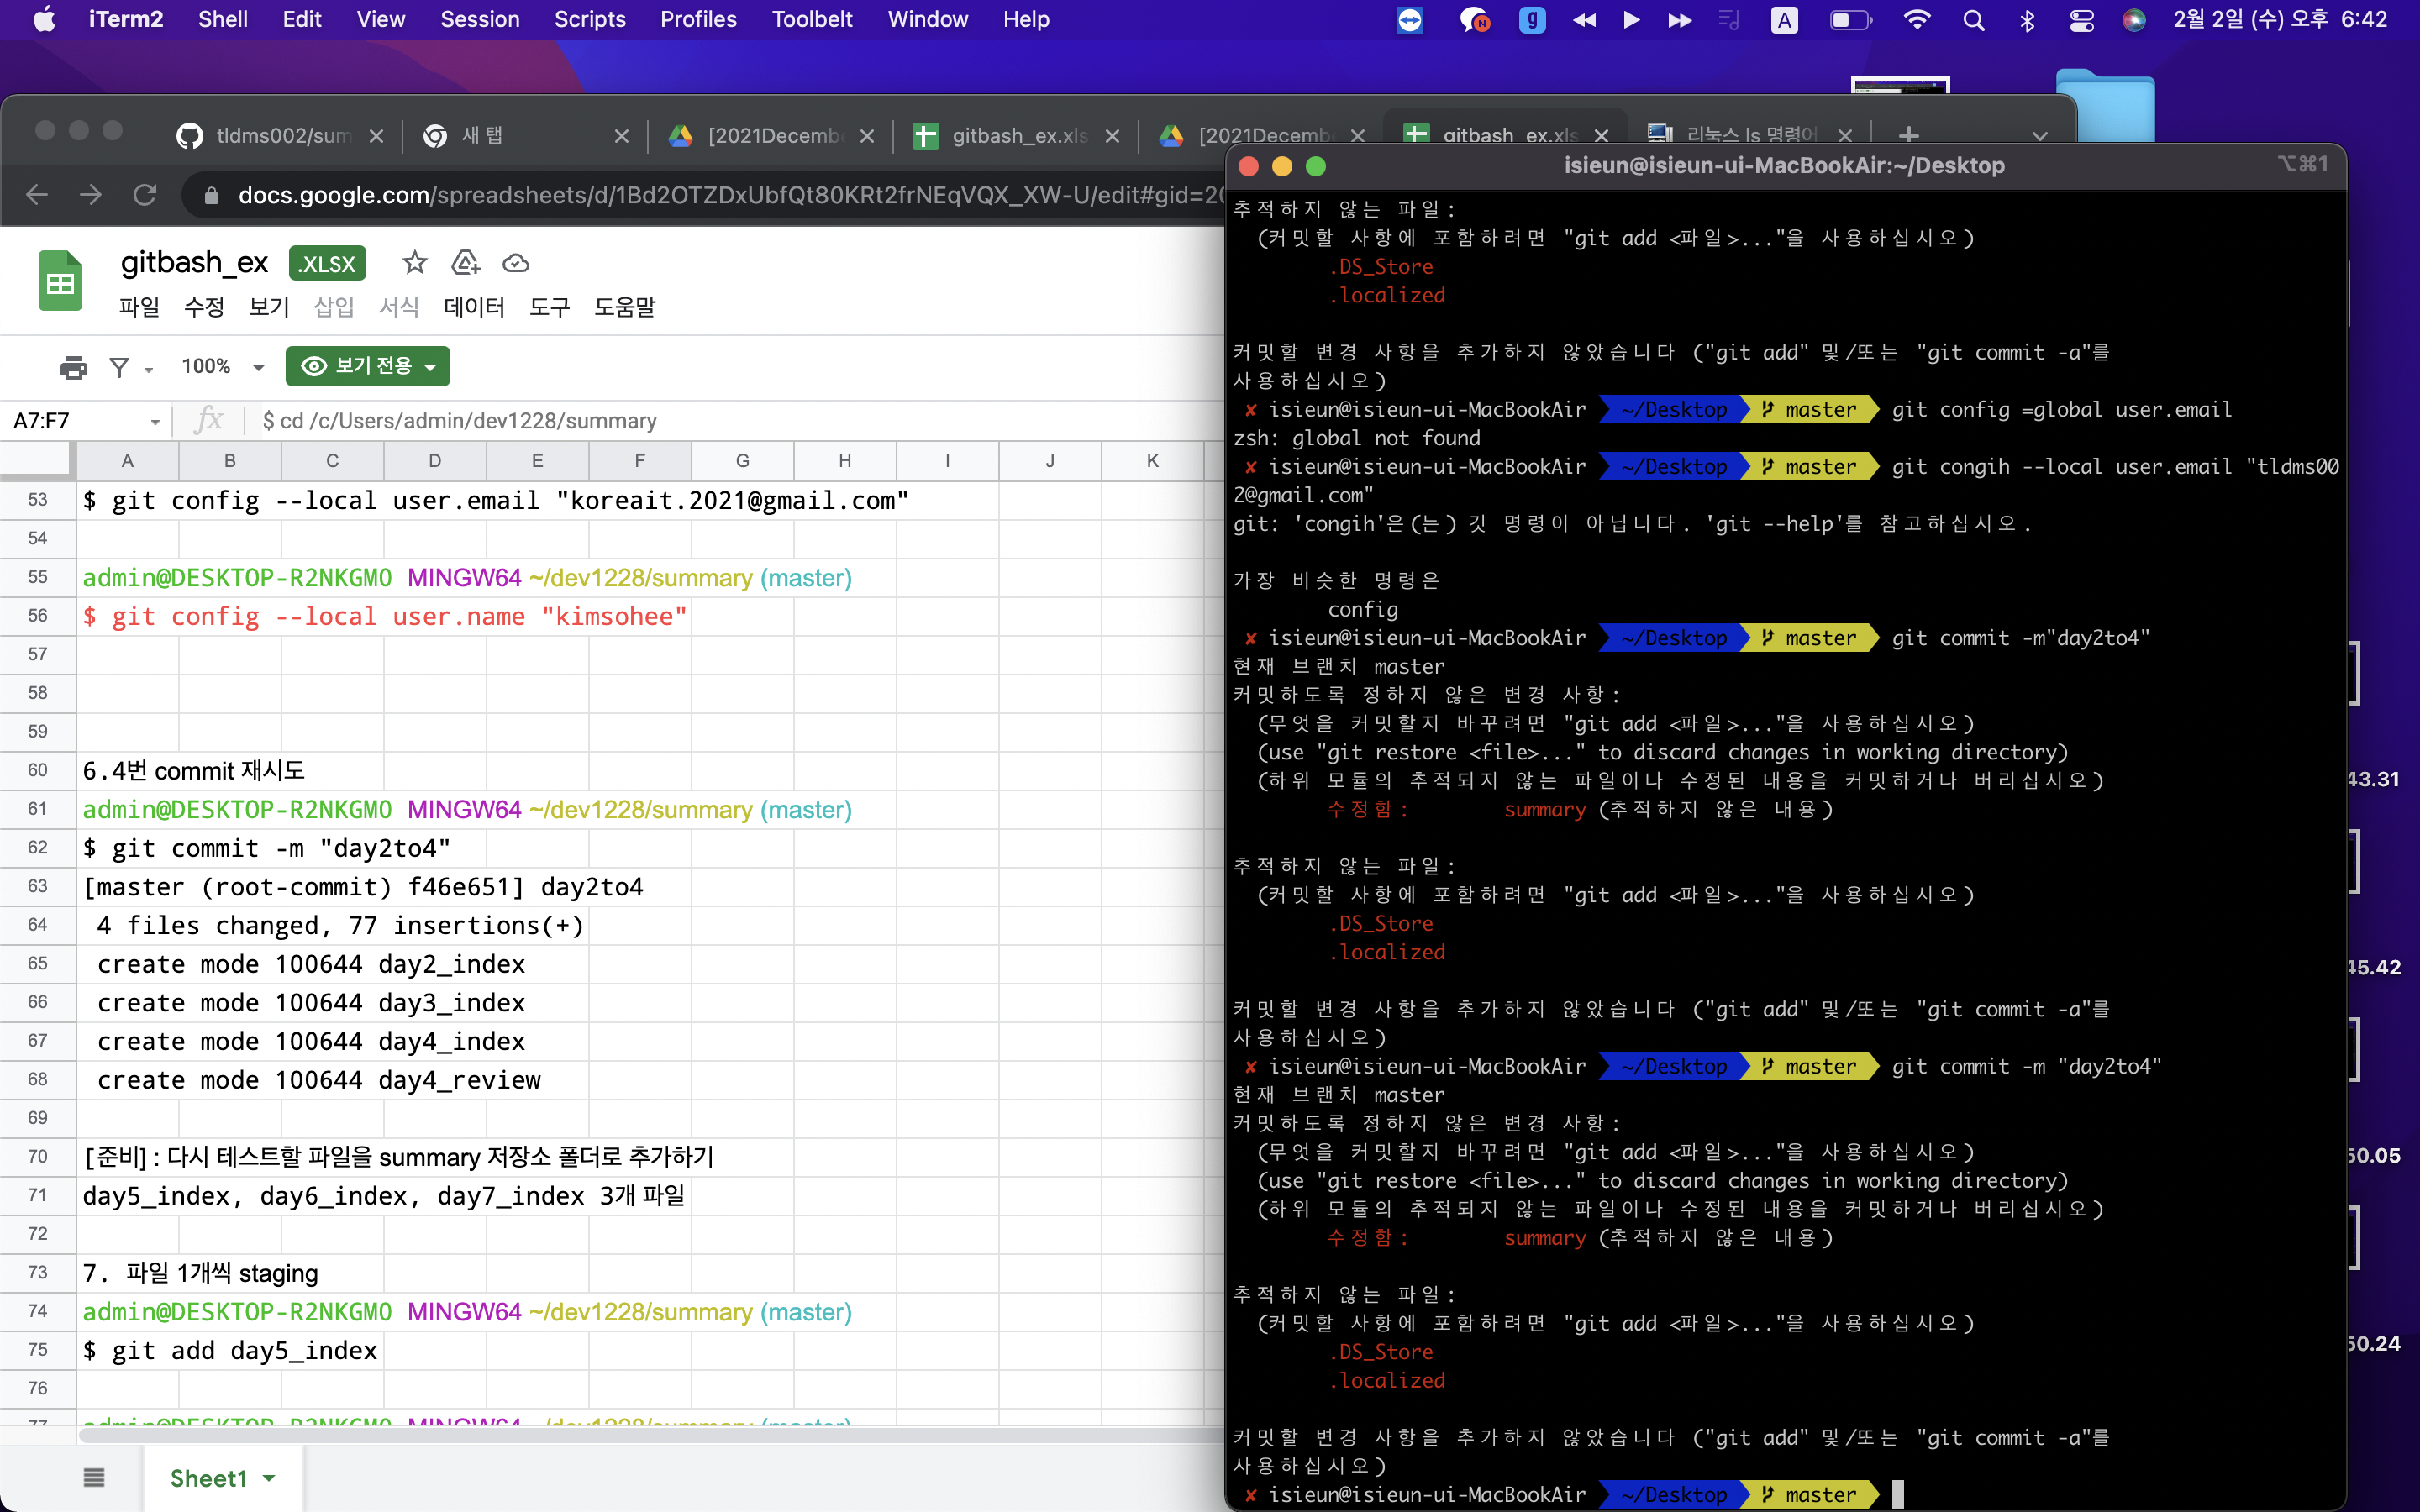 iTerm2 Shell Edit View Session Scripts Profiles Toolbelt Window Help
g A 2월 2일 (수) 오후 6:42
tldms002/sum 새 탭 [2021Decembe gitbash_ex.xls [2021Decembe gitbash_ex.xls 리눅스 ls 명령어
docs.google.com/spreadsheets/d/1Bd2OTZDxUbfQt80KRt2frNEqVQX_XW-U/edit#gid=20
gitbash_ex .XLSX
파일 수정 보기 삽입 서식 데이터 도구 도움말
100% 보기 전용
A7:F7 fx $ cd /c/Users/admin/dev1228/summary
A B C D E F G H I J K
53 $ git config --local user.email "koreait.2021@gmail.com"
54
55 admin@DESKTOP-R2NKGMO MINGW64 ~/dev1228/summary (master)
56 $ git config --local user.name "kimsohee"
57
58
59
60 6.4번 commit 재시도
61 admin@DESKTOP-R2NKGMO MINGW64 ~/dev1228/summary (master)
62 $ git commit -m "day2to4"
63 [master (root-commit) f46e651] day2to4
64 4 files changed, 77 insertions(+)
65 create mode 100644 day2_index
66 create mode 100644 day3_index
67 create mode 100644 day4_index
68 create mode 100644 day4_review
69
70 [준비] : 다시 테스트할 파일을 summary 저장소 폴더로 추가하기
71 day5_index, day6_index, day7_index 3개 파일
72
73 7. 파일 1개씩 staging
74 admin@DESKTOP-R2NKGMO MINGW64 ~/dev1228/summary (master)
75 $ git add day5_index
76
77 admin@DESKTOP-R2NKGMO MINGW64 ~/dev1228/summary (master)
Sheet1
isieun@isieun-ui-MacBookAir:~/Desktop ⌥⌘1
추적하지 않는 파일:
(커밋할 사항에 포함하려면 "git add <파일>..."을 사용하십시오)
.DS_Store
.localized
커밋할 변경 사항을 추가하지 않았습니다 ("git add" 및/또는 "git commit -a"를
사용하십시오)
✘ isieun@isieun-ui-MacBookAir ~/Desktop master git config =global user.email
zsh: global not found
✘ isieun@isieun-ui-MacBookAir ~/Desktop master git congih --local user.email "tldms00
2@gmail.com"
git: 'congih'은(는) 깃 명령이 아닙니다. 'git --help'를 참고하십시오.
가장 비슷한 명령은
config
✘ isieun@isieun-ui-MacBookAir ~/Desktop master git commit -m"day2to4"
현재 브랜치 master
커밋하도록 정하지 않은 변경 사항:
(무엇을 커밋할지 바꾸려면 "git add <파일>..."을 사용하십시오)
(use "git restore <file>..." to discard changes in working directory)
(하위 모듈의 추적되지 않는 파일이나 수정된 내용을 커밋하거나 버리십시오)
수정함: summary (추적하지 않은 내용)
추적하지 않는 파일:
(커밋할 사항에 포함하려면 "git add <파일>..."을 사용하십시오)
.DS_Store
.localized
커밋할 변경 사항을 추가하지 않았습니다 ("git add" 및/또는 "git commit -a"를
사용하십시오)
✘ isieun@isieun-ui-MacBookAir ~/Desktop master git commit -m "day2to4"
현재 브랜치 master
커밋하도록 정하지 않은 변경 사항:
(무엇을 커밋할지 바꾸려면 "git add <파일>..."을 사용하십시오)
(use "git restore <file>..." to discard changes in working directory)
(하위 모듈의 추적되지 않는 파일이나 수정된 내용을 커밋하거나 버리십시오)
수정함: summary (추적하지 않은 내용)
추적하지 않는 파일:
(커밋할 사항에 포함하려면 "git add <파일>..."을 사용하십시오)
.DS_Store
.localized
커밋할 변경 사항을 추가하지 않았습니다 ("git add" 및/또는 "git commit -a"를
사용하십시오)
✘ isieun@isieun-ui-MacBookAir ~/Desktop master
43.31
45.42
50.05
50.24